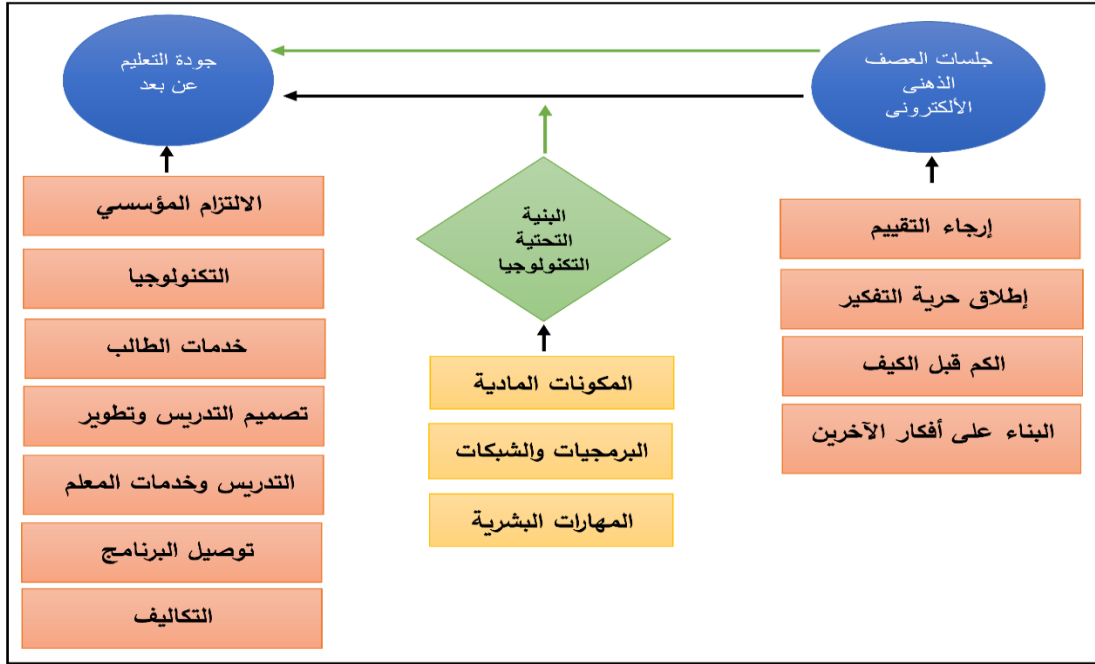 جلسات العصف
الذهنى
الألكترونى
إرجاء التقييم
إطلاق حرية التفكير
الكم قبل الكيف
البناء على أفكار الآخرين
البنية
التحتية
التكنولوجيا
المكونات المادية
البرمجيات والشبكات
المهارات البشرية
جودة التعليم
عن بعد
الالتزام المؤسسي
التكنولوجيا
خدمات الطالب
تصميم التدريس وتطوير
التدريس وخدمات المعلم
توصيل البرنامج
التكاليف